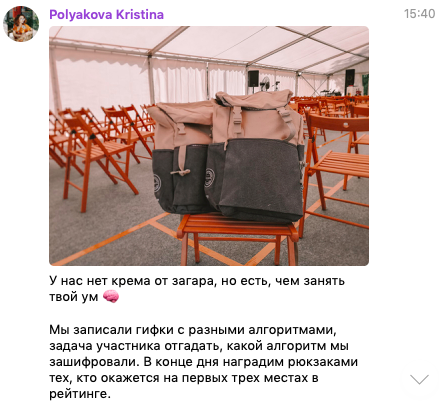 Polyakova Kristina
15:40
У нас нет крема от загара, но есть, чем занять
твой ум 🧠
Мы записали гифки с разными алгоритмами,
задача участника отгадать, какой алгоритм мы
зашифровали. В конце дня наградим рюкзаками
тех, кто окажется на первых трех местах в
рейтинге.